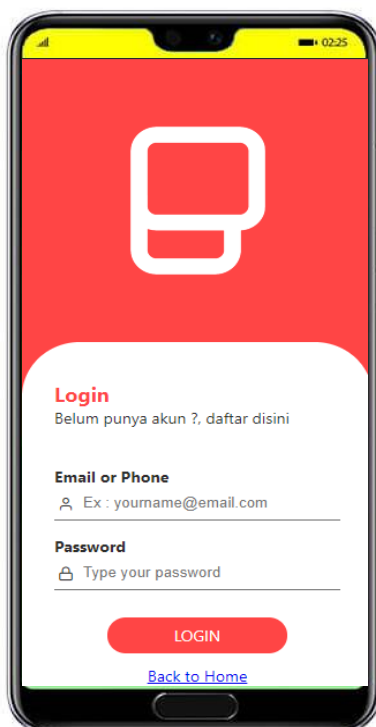 02:25
Login
Belum punya akun ?, daftar disini
Email or Phone
Ex : yourname@email.com
Password
Type your password
LOGIN
Back to Home